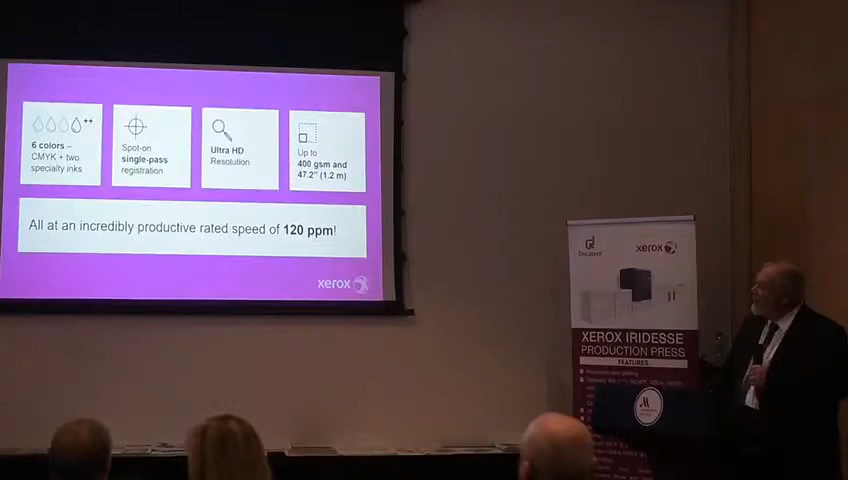 ++
6 colors –
CMYK + two
specialty inks
Spot-on
single-pass
registration
Ultra HD
Resolution
Up to
400 gsm and
47.2" (1.2 m)
All at an incredibly productive rated speed of 120 ppm!
xerox
xerox
XEROX IRIDESSE
PRODUCTION PRESS
FEATURES